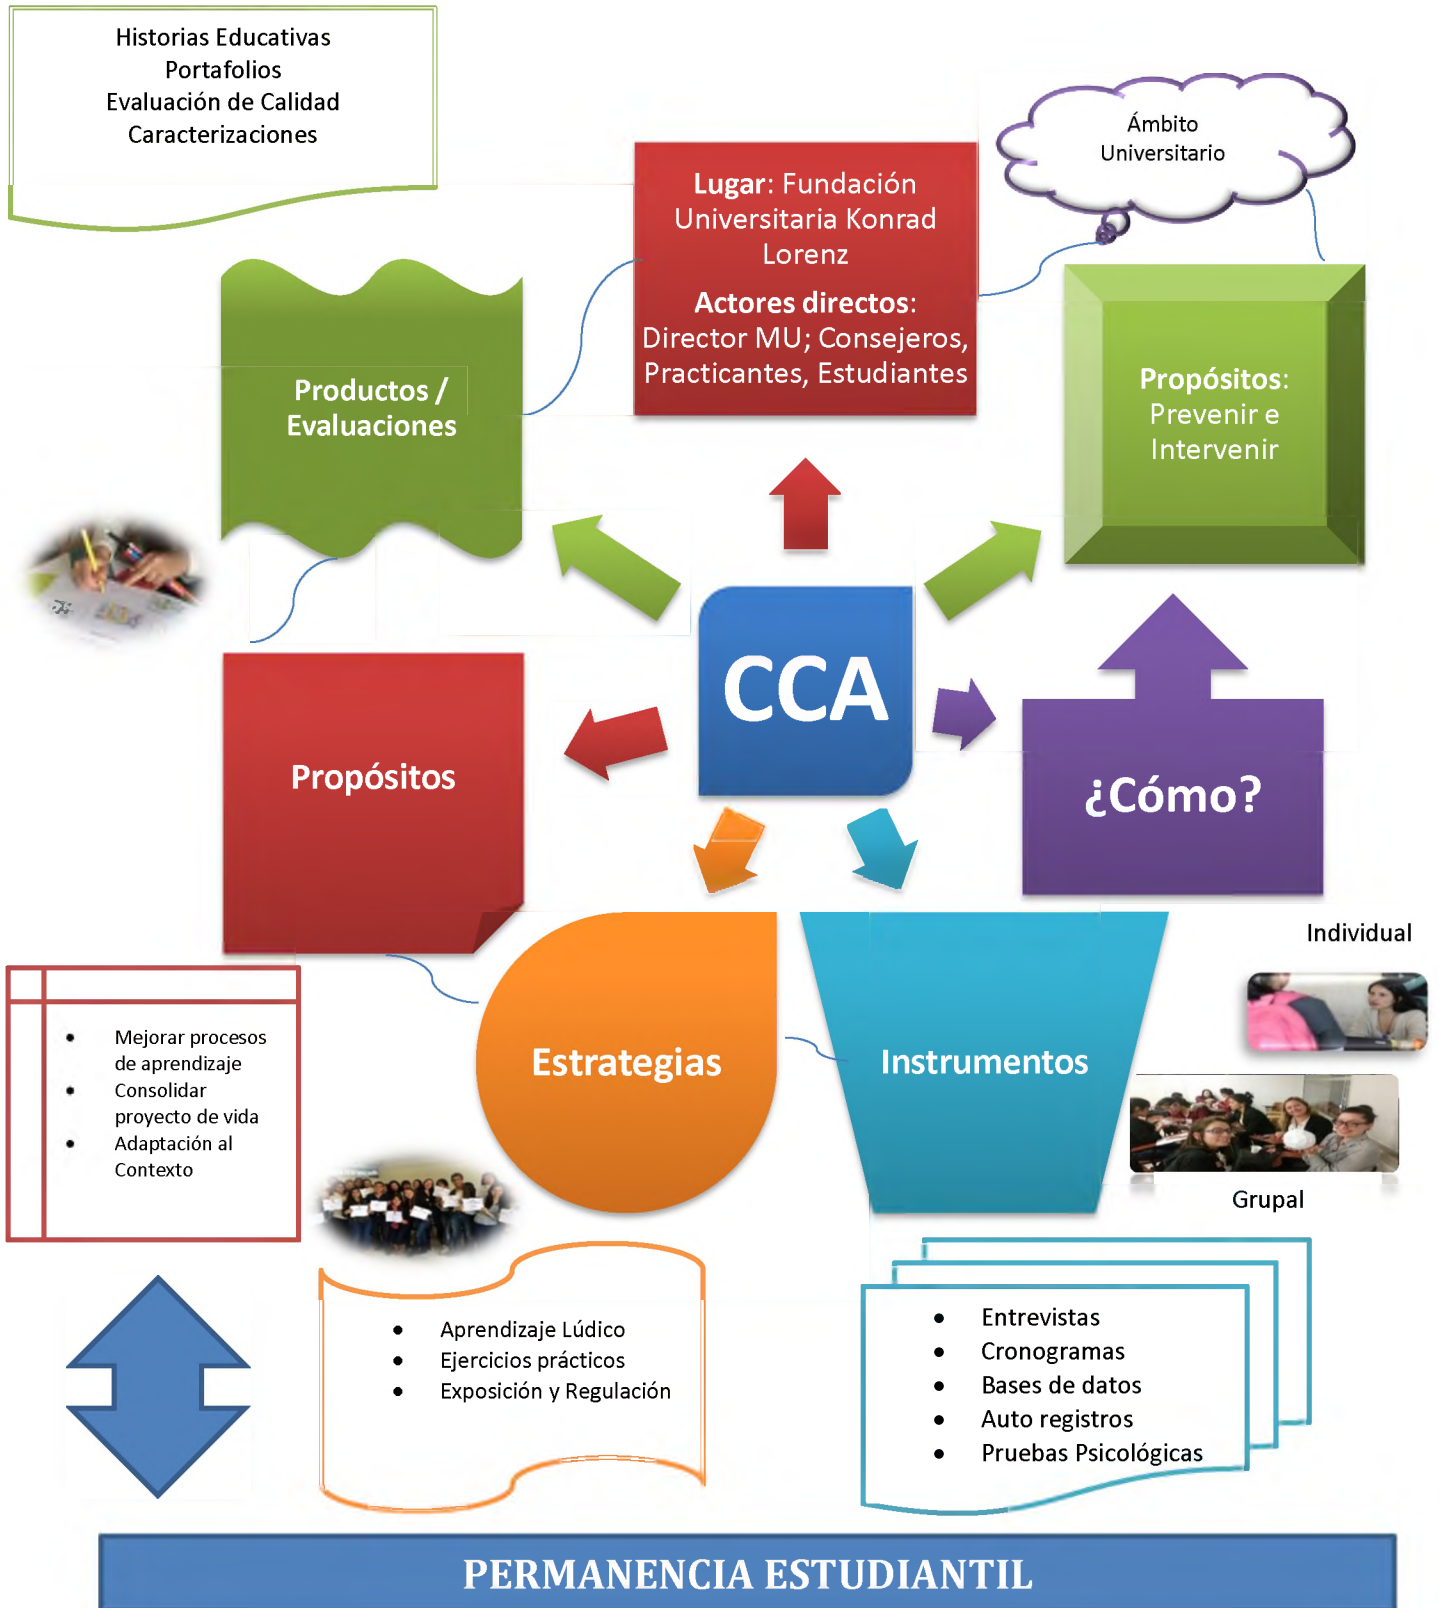 Historias Educativas
Portafolios
Evaluación de Calidad
Caracterizaciones
Ámbito
Universitario
Lugar: Fundación
Universitaria Konrad
Lorenz
Actores directos:
Director MU; Consejeros,
Practicantes, Estudiantes
Propósitos:
Prevenir e
Intervenir
Productos /
Evaluaciones
CCA
Propósitos
¿Cómo?
Individual
Estrategias
Instrumentos
Grupal
• Mejorar procesos
de aprendizaje
• Consolidar
proyecto de vida
• Adaptación al
Contexto
• Aprendizaje Lúdico
• Ejercicios prácticos
• Exposición y Regulación
• Entrevistas
• Cronogramas
• Bases de datos
• Auto registros
• Pruebas Psicológicas
PERMANENCIA ESTUDIANTIL